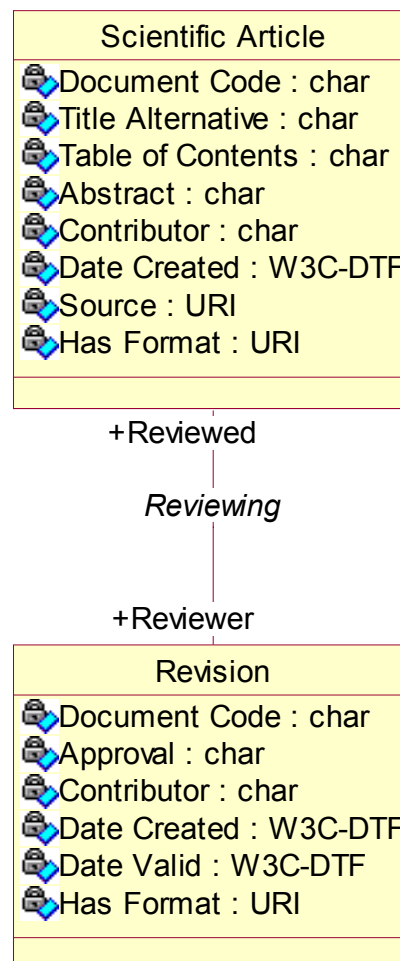 Scientific Article
Document Code : char
Title Alternative : char
Table of Contents : char
Abstract : char
Contributor : char
Date Created : W3C-DTF
Source : URI
Has Format : URI
+Reviewed
Reviewing
+Reviewer
Revision
Document Code : char
Approval : char
Contributor : char
Date Created : W3C-DTF
Date Valid : W3C-DTF
Has Format : URI